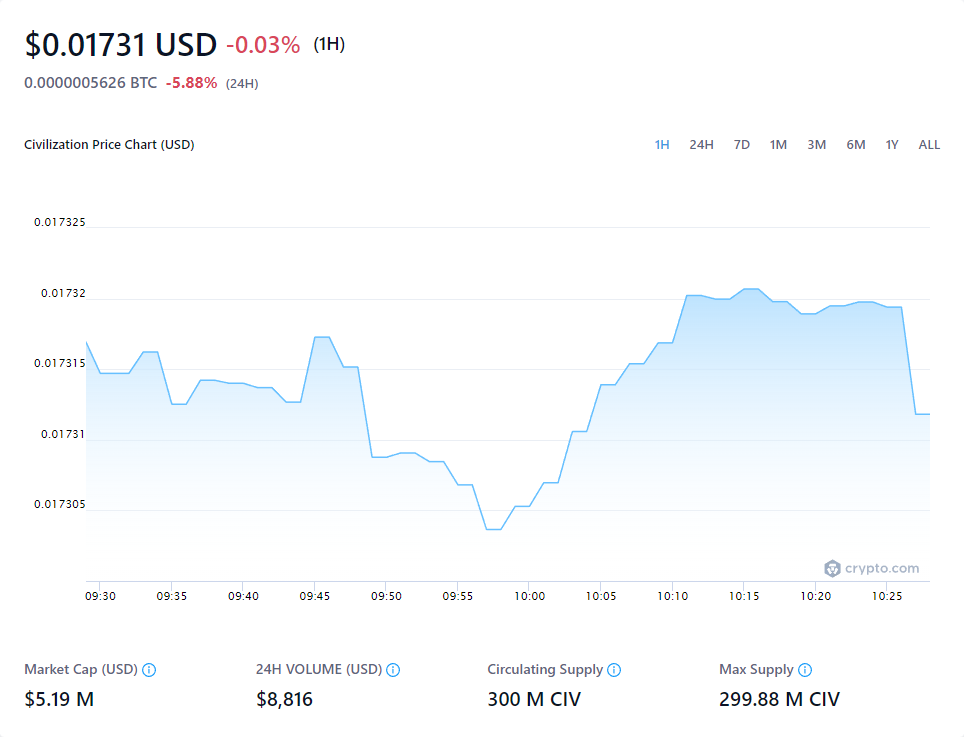 $0.01731 USD -0.03% (1H)
0.0000005626 BTC -5.88% (24H)
Civilization Price Chart (USD) 1H 24H 7D 1M 3M 6M 1Y ALL
0.017325
0.01732
0.017315
0.01731
0.017305
crypto.com
09:30 09:35 09:40 09:45 09:50 09:55 10:00 10:05 10:10 10:15 10:20 10:25
Market Cap (USD) 24H VOLUME (USD) Circulating Supply Max Supply
$5.19 M $8,816 300 M CIV 299.88 M CIV